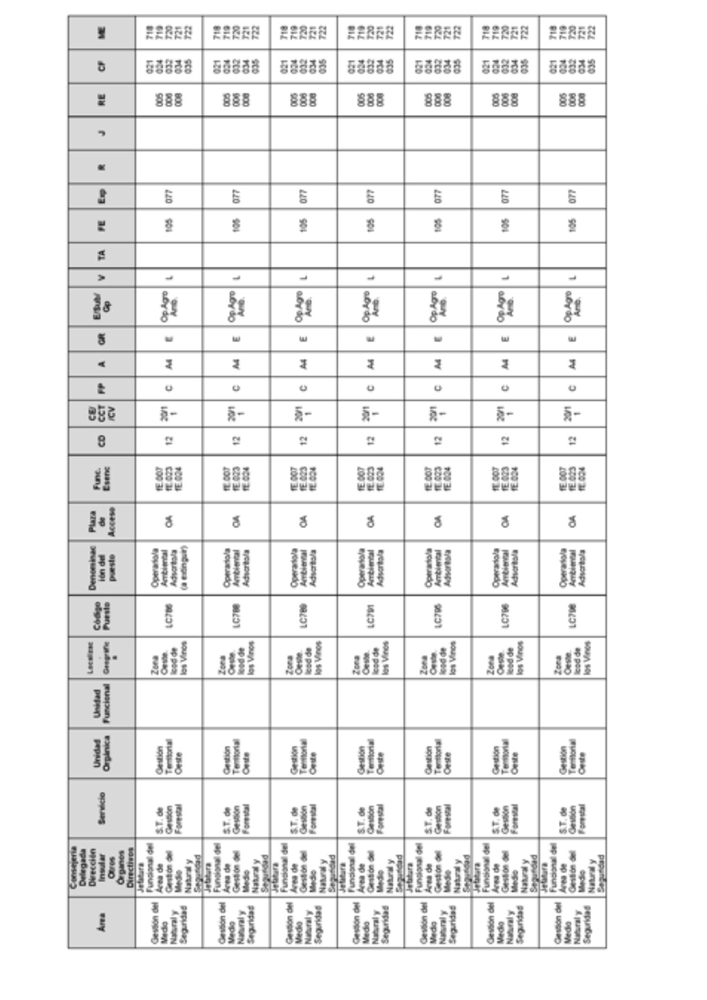 Área | Consejería Delegada Dirección Insular Otros Órganos Directivos | Servicio | Unidad Orgánica | Unidad Funcional | Localizac. Geográfica | Código Puesto | Denominación del puesto | Plaza de Acceso | Func. Esenc | CD | CE/CCT/CV | FP | A | GR | E/Sub/Gp | V | TA | FE | Exp | R | J | RE | CF | ME
Gestión del Medio Natural y Seguridad | Jefatura Funcional del Área de Gestión del Medio Natural y Seguridad | S.T. de Gestión Forestal | Gestión Territorial Oeste | | Zona Oeste. Icod de los Vinos | LC786 | Operario/a Ambiental Adscrito/a (a extinguir) | OA | fE.007 fE.023 fE.024 | 12 | 20/11 | C | A4 | E | Op.Agro Amb. | L | | 105 | 077 | | | 005 006 008 | 021 024 032 034 035 | 718 719 720 721 722
Gestión del Medio Natural y Seguridad | Jefatura Funcional del Área de Gestión del Medio Natural y Seguridad | S.T. de Gestión Forestal | Gestión Territorial Oeste | | Zona Oeste. Icod de los Vinos | LC788 | Operario/a Ambiental Adscrito/a | OA | fE.007 fE.023 fE.024 | 12 | 20/11 | C | A4 | E | Op.Agro Amb. | L | | 105 | 077 | | | 005 006 008 | 021 024 032 034 035 | 718 719 720 721 722
Gestión del Medio Natural y Seguridad | Jefatura Funcional del Área de Gestión del Medio Natural y Seguridad | S.T. de Gestión Forestal | Gestión Territorial Oeste | | Zona Oeste. Icod de los Vinos | LC789 | Operario/a Ambiental Adscrito/a | OA | fE.007 fE.023 fE.024 | 12 | 20/11 | C | A4 | E | Op.Agro Amb. | L | | 105 | 077 | | | 005 006 008 | 021 024 032 034 035 | 718 719 720 721 722
Gestión del Medio Natural y Seguridad | Jefatura Funcional del Área de Gestión del Medio Natural y Seguridad | S.T. de Gestión Forestal | Gestión Territorial Oeste | | Zona Oeste. Icod de los Vinos | LC791 | Operario/a Ambiental Adscrito/a | OA | fE.007 fE.023 fE.024 | 12 | 20/11 | C | A4 | E | Op.Agro Amb. | L | | 105 | 077 | | | 005 006 008 | 021 024 032 034 035 | 718 719 720 721 722
Gestión del Medio Natural y Seguridad | Jefatura Funcional del Área de Gestión del Medio Natural y Seguridad | S.T. de Gestión Forestal | Gestión Territorial Oeste | | Zona Oeste. Icod de los Vinos | LC795 | Operario/a Ambiental Adscrito/a | OA | fE.007 fE.023 fE.024 | 12 | 20/11 | C | A4 | E | Op.Agro Amb. | L | | 105 | 077 | | | 005 006 008 | 021 024 032 034 035 | 718 719 720 721 722
Gestión del Medio Natural y Seguridad | Jefatura Funcional del Área de Gestión del Medio Natural y Seguridad | S.T. de Gestión Forestal | Gestión Territorial Oeste | | Zona Oeste. Icod de los Vinos | LC796 | Operario/a Ambiental Adscrito/a | OA | fE.007 fE.023 fE.024 | 12 | 20/11 | C | A4 | E | Op.Agro Amb. | L | | 105 | 077 | | | 005 006 008 | 021 024 032 034 035 | 718 719 720 721 722
Gestión del Medio Natural y Seguridad | Jefatura Funcional del Área de Gestión del Medio Natural y Seguridad | S.T. de Gestión Forestal | Gestión Territorial Oeste | | Zona Oeste. Icod de los Vinos | LC798 | Operario/a Ambiental Adscrito/a | OA | fE.007 fE.023 fE.024 | 12 | 20/11 | C | A4 | E | Op.Agro Amb. | L | | 105 | 077 | | | 005 006 008 | 021 024 032 034 035 | 718 719 720 721 722